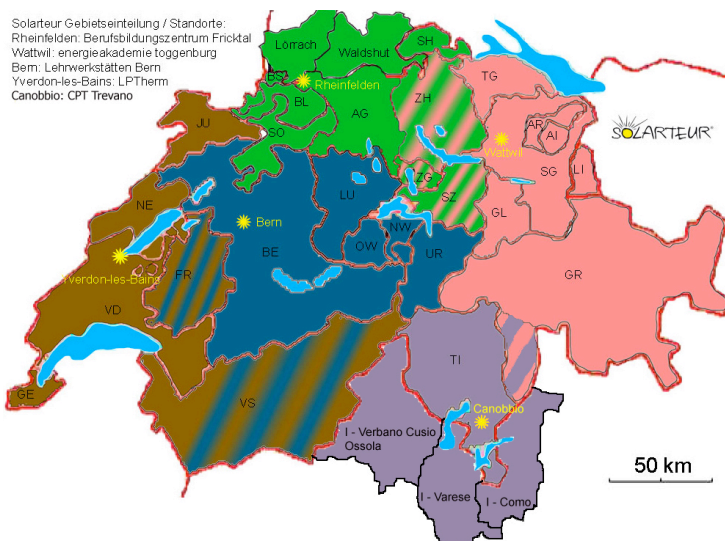 Solarteur Gebietseinteilung / Standorte:
Rheinfelden: Berufsbildungszentrum Fricktal
Wattwil: energieakademie toggenburg
Bern: Lehrwerkstätten Bern
Yverdon-les-Bains: LPTherm
Canobbio: CPT Trevano
Lörrach
Waldshut
SH
BS
Rheinfelden
TG
BL
AG
ZH
JU
SO
AR
AI
SOLARTEUR®
Wattwil
ZG
SG
LI
LU
SZ
NE
GL
Bern
NW
OW
UR
BE
FR
GR
Yverdon-les-Bains
VD
TI
GE
VS
Canobbio
I - Verbano Cusio
Ossola
50 km
I - Varese
I - Como